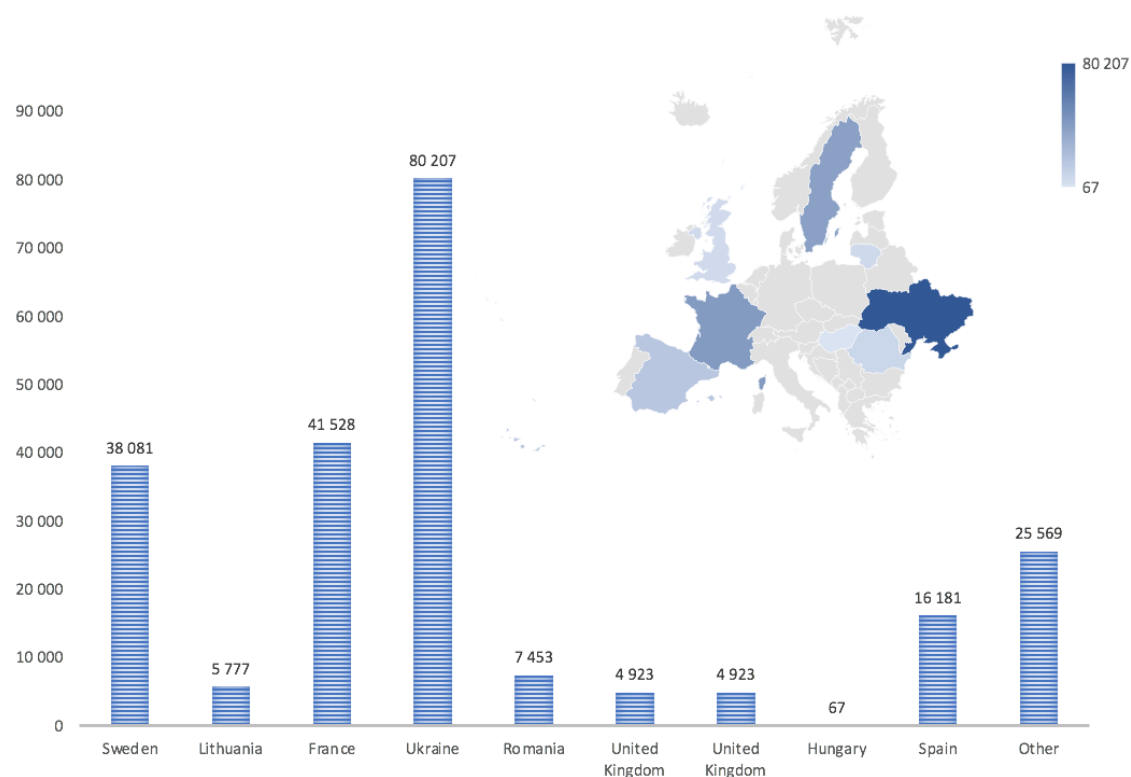 80 207
67
90 000
80 000
70 000
60 000
50 000
40 000
30 000
20 000
10 000
0
38 081
5 777
41 528
80 207
7 453
4 923
4 923
67
16 181
25 569
Sweden
Lithuania
France
Ukraine
Romania
United
Kingdom
United
Kingdom
Hungary
Spain
Other